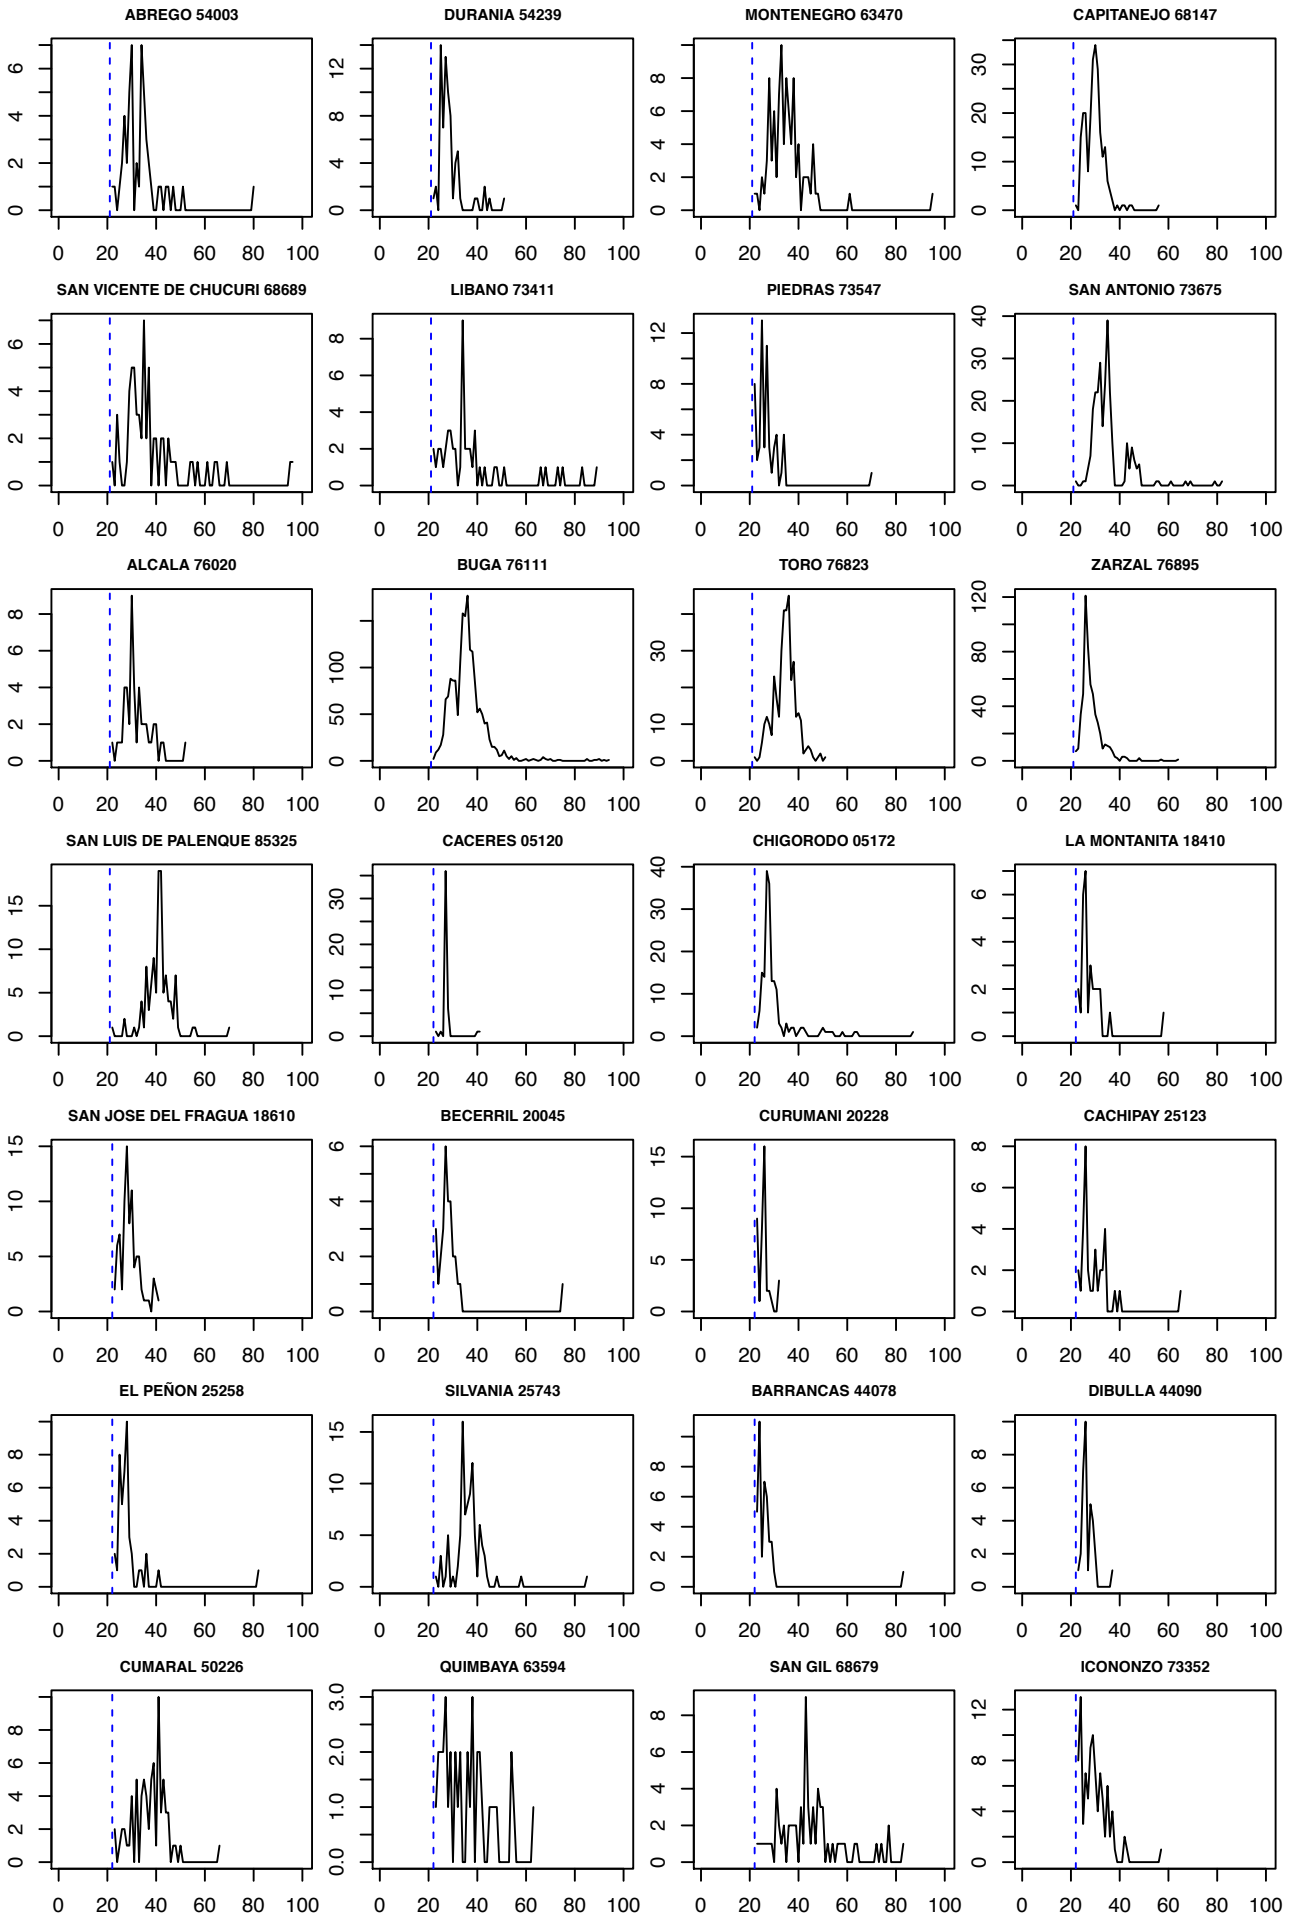 ABREGO 54003 DURANIA 54239 MONTENEGRO 63470 CAPITANEJO 68147
0 2 4 6 0 4 8 12 0 2 4 6 8 0 10 20 30
0 20 40 60 80 100 0 20 40 60 80 100 0 20 40 60 80 100 0 20 40 60 80 100
SAN VICENTE DE CHUCURI 68689 LIBANO 73411 PIEDRAS 73547 SAN ANTONIO 73675
0 2 4 6 0 2 4 6 8 0 4 8 12 0 10 20 30 40
0 20 40 60 80 100 0 20 40 60 80 100 0 20 40 60 80 100 0 20 40 60 80 100
ALCALA 76020 BUGA 76111 TORO 76823 ZARZAL 76895
0 2 4 6 8 0 50 100 0 10 30 0 40 80 120
0 20 40 60 80 100 0 20 40 60 80 100 0 20 40 60 80 100 0 20 40 60 80 100
SAN LUIS DE PALENQUE 85325 CACERES 05120 CHIGORODO 05172 LA MONTANITA 18410
0 5 10 15 0 10 20 30 0 10 20 30 40 0 2 4 6
0 20 40 60 80 100 0 20 40 60 80 100 0 20 40 60 80 100 0 20 40 60 80 100
SAN JOSE DEL FRAGUA 18610 BECERRIL 20045 CURUMANI 20228 CACHIPAY 25123
0 5 10 15 0 2 4 6 0 5 10 15 0 2 4 6 8
0 20 40 60 80 100 0 20 40 60 80 100 0 20 40 60 80 100 0 20 40 60 80 100
EL PEÑON 25258 SILVANIA 25743 BARRANCAS 44078 DIBULLA 44090
0 2 4 6 8 0 5 10 15 0 2 4 6 8 0 2 4 6 8
0 20 40 60 80 100 0 20 40 60 80 100 0 20 40 60 80 100 0 20 40 60 80 100
CUMARAL 50226 QUIMBAYA 63594 SAN GIL 68679 ICONONZO 73352
0 2 4 6 8 0.0 1.0 2.0 3.0 0 2 4 6 8 0 4 8 12
0 20 40 60 80 100 0 20 40 60 80 100 0 20 40 60 80 100 0 20 40 60 80 100